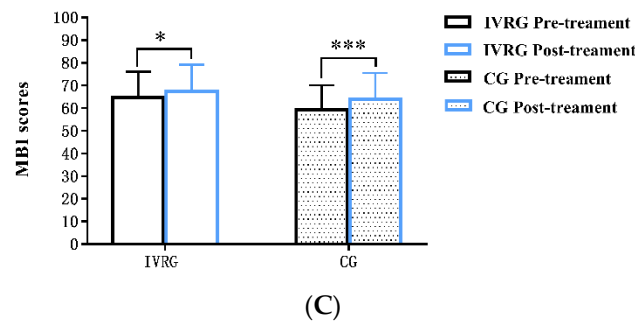 100
90
80
70
60
50
40
30
20
10
0
MBI scores
*
***
IVRG
CG
IVRG Pre-treament
IVRG Post-treament
CG Pre-treament
CG Post-treament
(C)